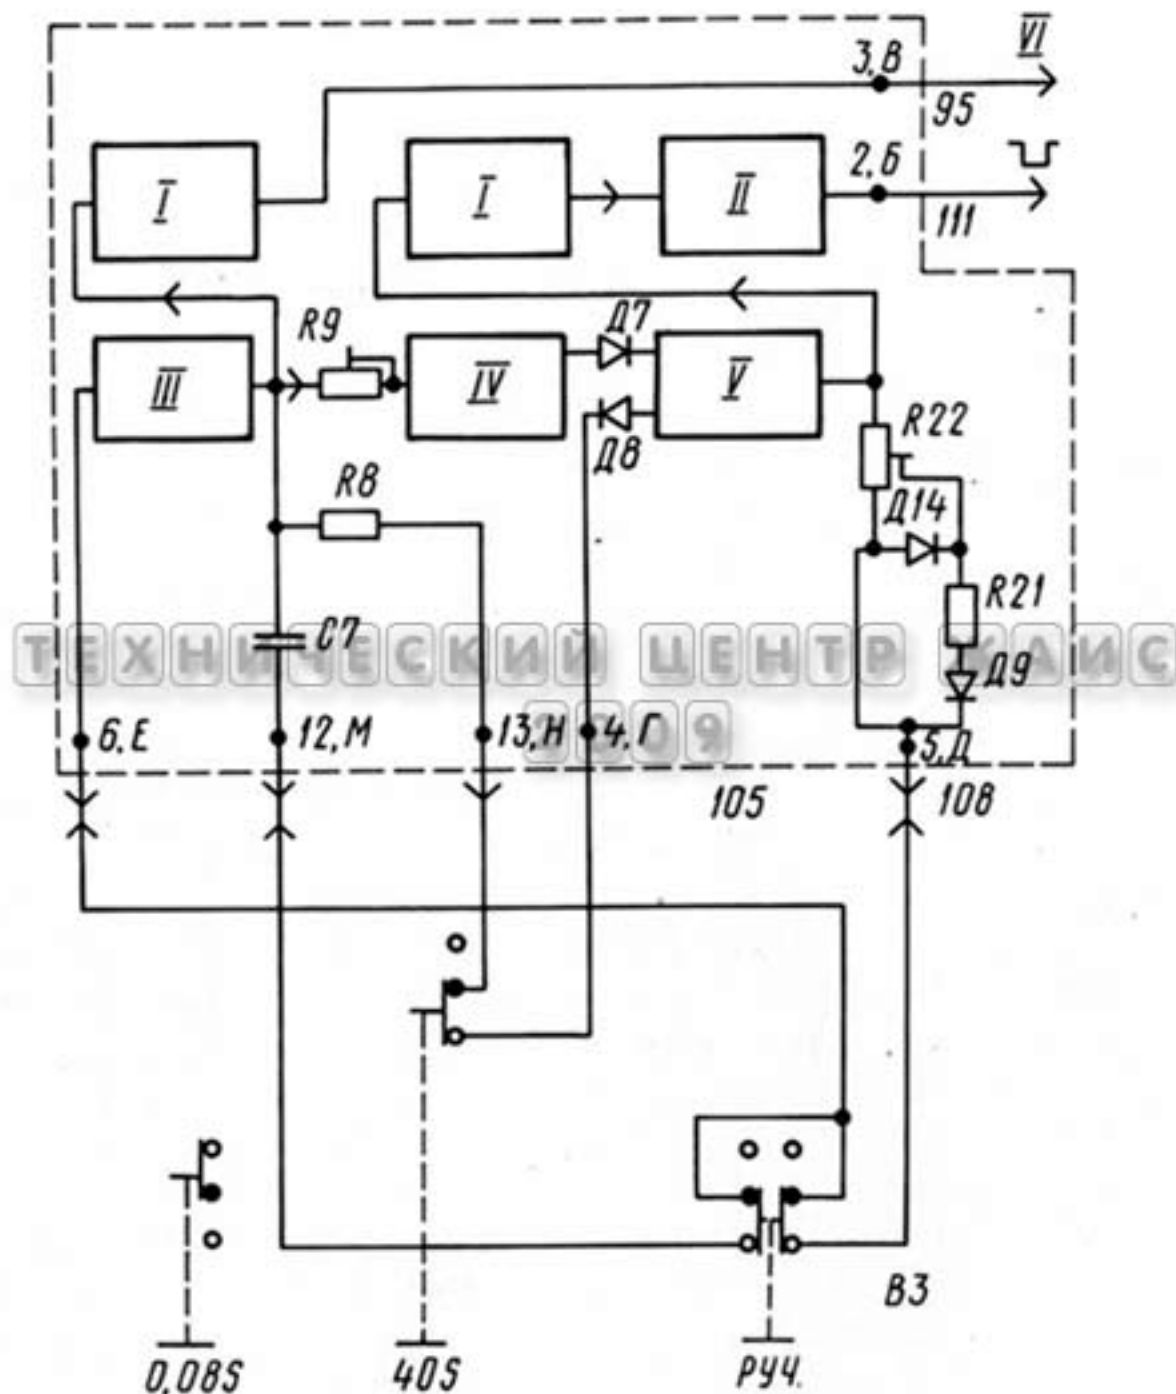 VI
3, В
95
I
I
II
2, Б
111
R9
Д7
III
IV
V
Д8
R22
R8
Д14
R21
C7
ТЕХНИЧЕСКИЙ ЦЕНТР КАИС
Д9
2009
6, Е
12, М
13, Н
4, Г
5, Д
105
108
В3
0,08S
40S
РУЧ.